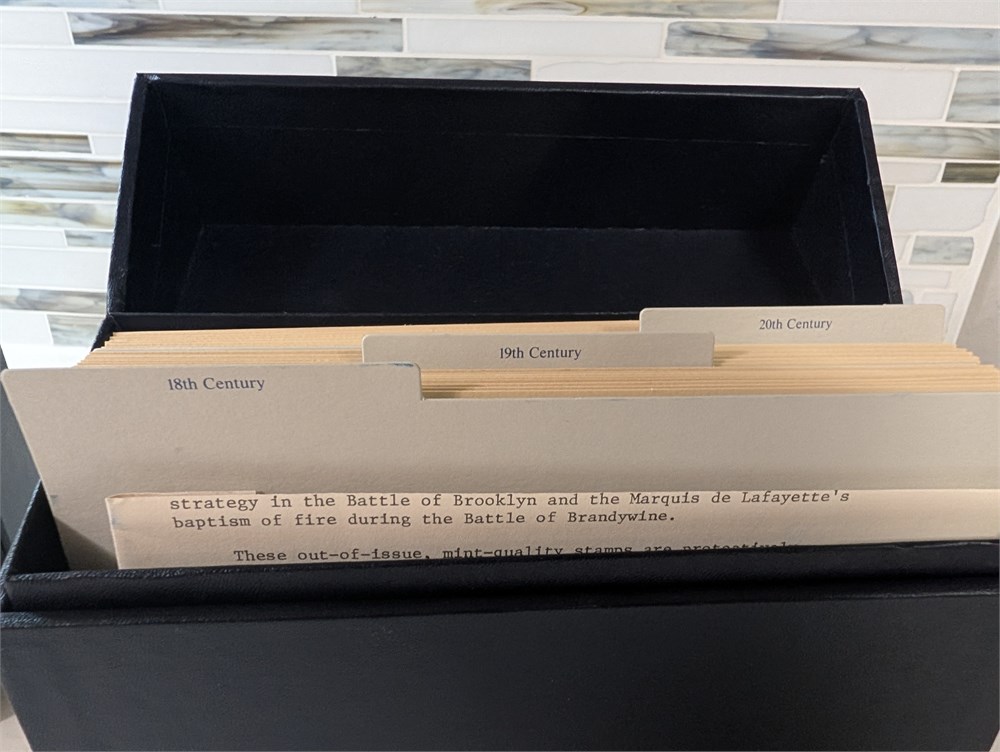 20th Century
19th Century
18th Century
strategy in the Battle of Brooklyn and the Marquis de Lafayette's
baptism of fire during the Battle of Brandywine.
These out-of-issue, mint-quality stamps are protectively